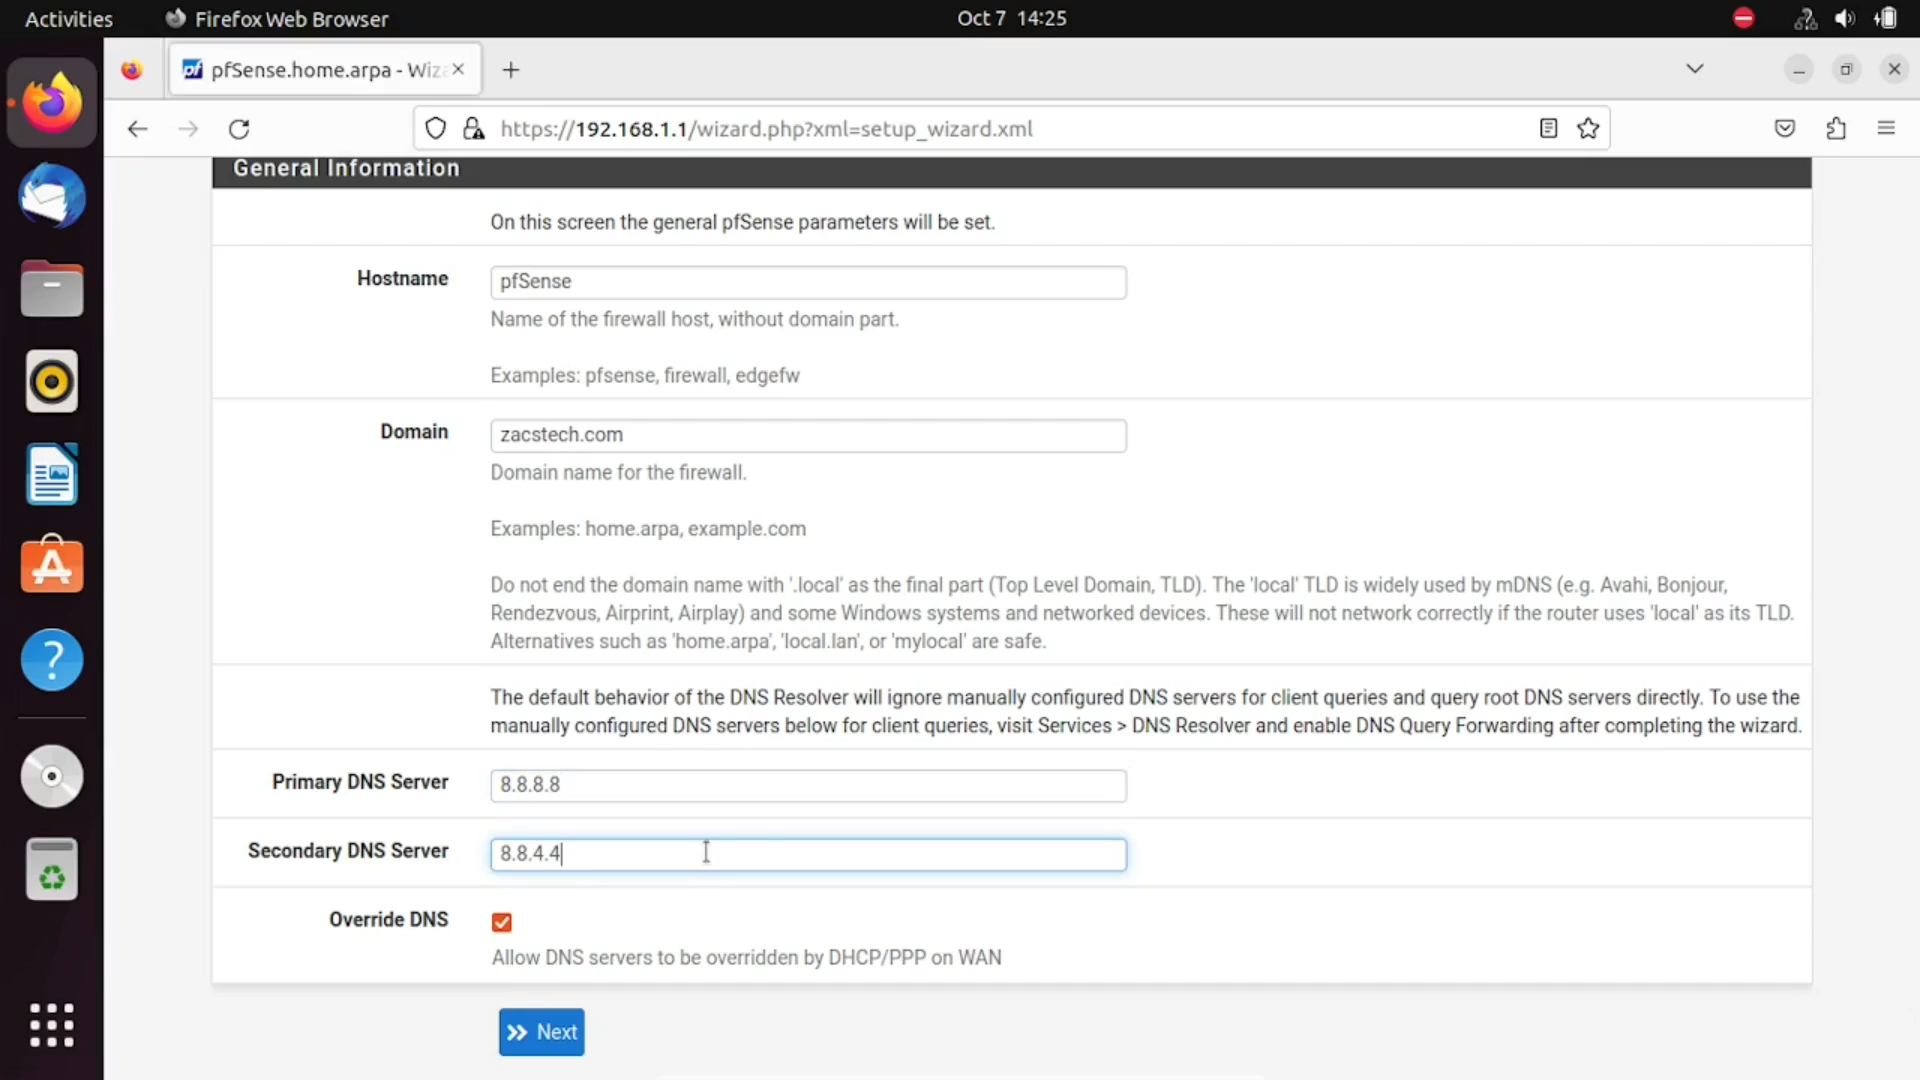 Activities
Firefox Web Browser
Oct 7 14:25
pf pfSense.home.arpa - Wiz
https://192.168.1.1/wizard.php?xml=setup_wizard.xml
General Information
On this screen the general pfSense parameters will be set.
Hostname
pfSense
Name of the firewall host, without domain part.
Examples: pfsense, firewall, edgefw
Domain
zacstech.com
Domain name for the firewall.
Examples: home.arpa, example.com
Do not end the domain name with '.local' as the final part (Top Level Domain, TLD). The 'local' TLD is widely used by mDNS (e.g. Avahi, Bonjour,
Rendezvous, Airprint, Airplay) and some Windows systems and networked devices. These will not network correctly if the router uses 'local' as its TLD.
Alternatives such as 'home.arpa', 'local.lan', or 'mylocal' are safe.
The default behavior of the DNS Resolver will ignore manually configured DNS servers for client queries and query root DNS servers directly. To use the
manually configured DNS servers below for client queries, visit Services > DNS Resolver and enable DNS Query Forwarding after completing the wizard.
Primary DNS Server
8.8.8.8
Secondary DNS Server
8.8.4.4
Override DNS
Allow DNS servers to be overridden by DHCP/PPP on WAN
Next